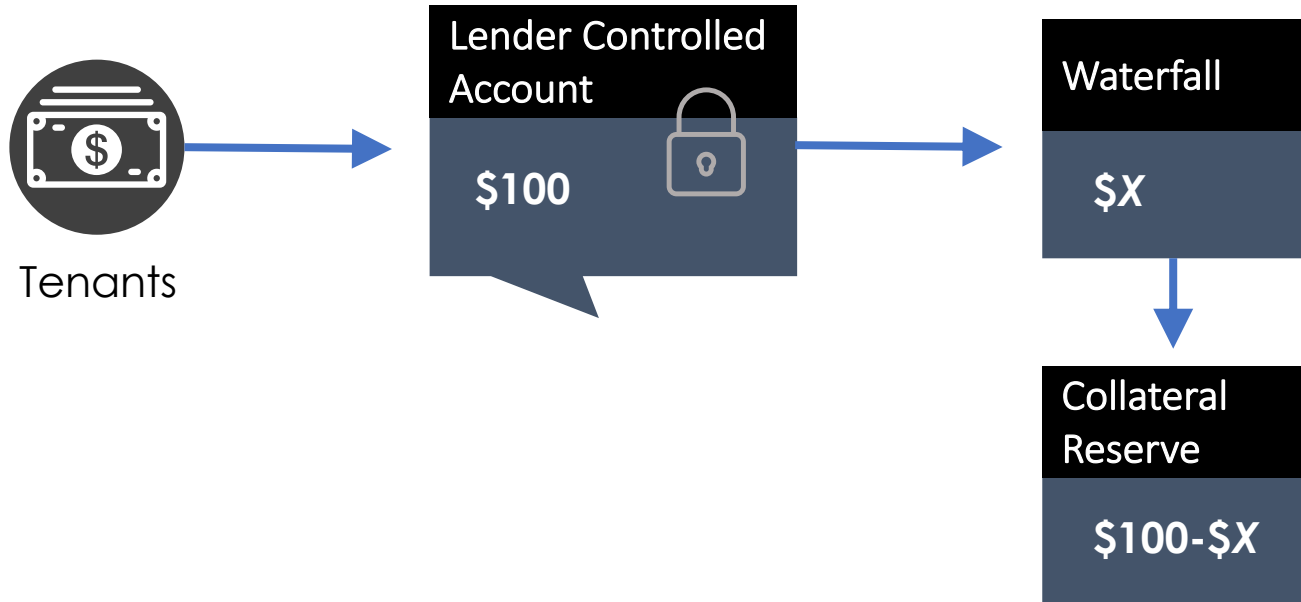 $
Tenants
Lender Controlled
Account
$100
Waterfall
$X
Collateral
Reserve
$100-$X